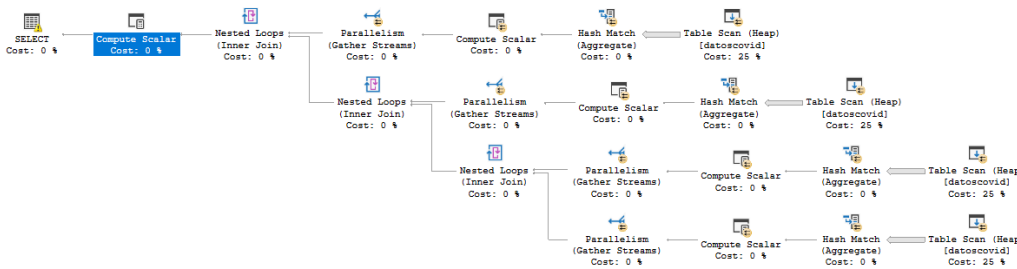 SELECT
Cost: 0 %
Compute Scalar
Cost: 0 %
Nested Loops
(Inner Join)
Cost: 0 %
Parallelism
(Gather Streams)
Cost: 0 %
Compute Scalar
Cost: 0 %
Hash Match
(Aggregate)
Cost: 0 %
Table Scan (Heap)
[datoscovid]
Cost: 25 %
Nested Loops
(Inner Join)
Cost: 0 %
Parallelism
(Gather Streams)
Cost: 0 %
Compute Scalar
Cost: 0 %
Hash Match
(Aggregate)
Cost: 0 %
Table Scan (Heap)
[datoscovid]
Cost: 25 %
Nested Loops
(Inner Join)
Cost: 0 %
Parallelism
(Gather Streams)
Cost: 0 %
Compute Scalar
Cost: 0 %
Hash Match
(Aggregate)
Cost: 0 %
Table Scan (Heap
[datoscovid]
Cost: 25 %
Parallelism
(Gather Streams)
Cost: 0 %
Compute Scalar
Cost: 0 %
Hash Match
(Aggregate)
Cost: 0 %
Table Scan (Heap
[datoscovid]
Cost: 25 %